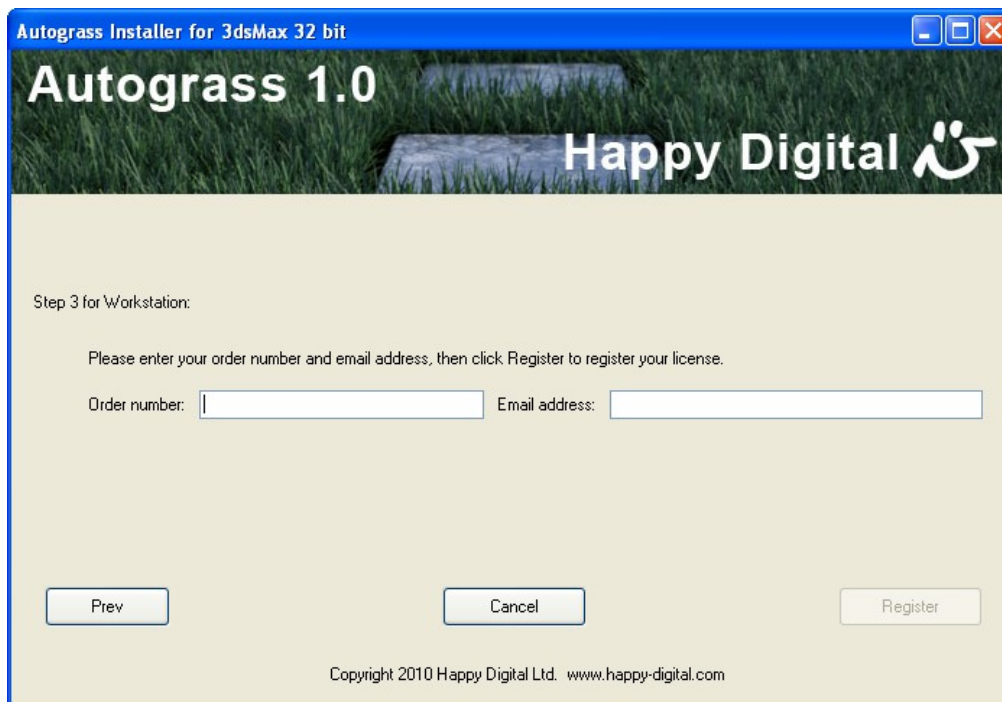 Autograss Installer for 3dsMax 32 bit
Autograss 1.0
Happy Digital
Step 3 for Workstation:
Please enter your order number and email address, then click Register to register your license.
Order number: Email address:
Prev Cancel Register
Copyright 2010 Happy Digital Ltd. www.happy-digital.com